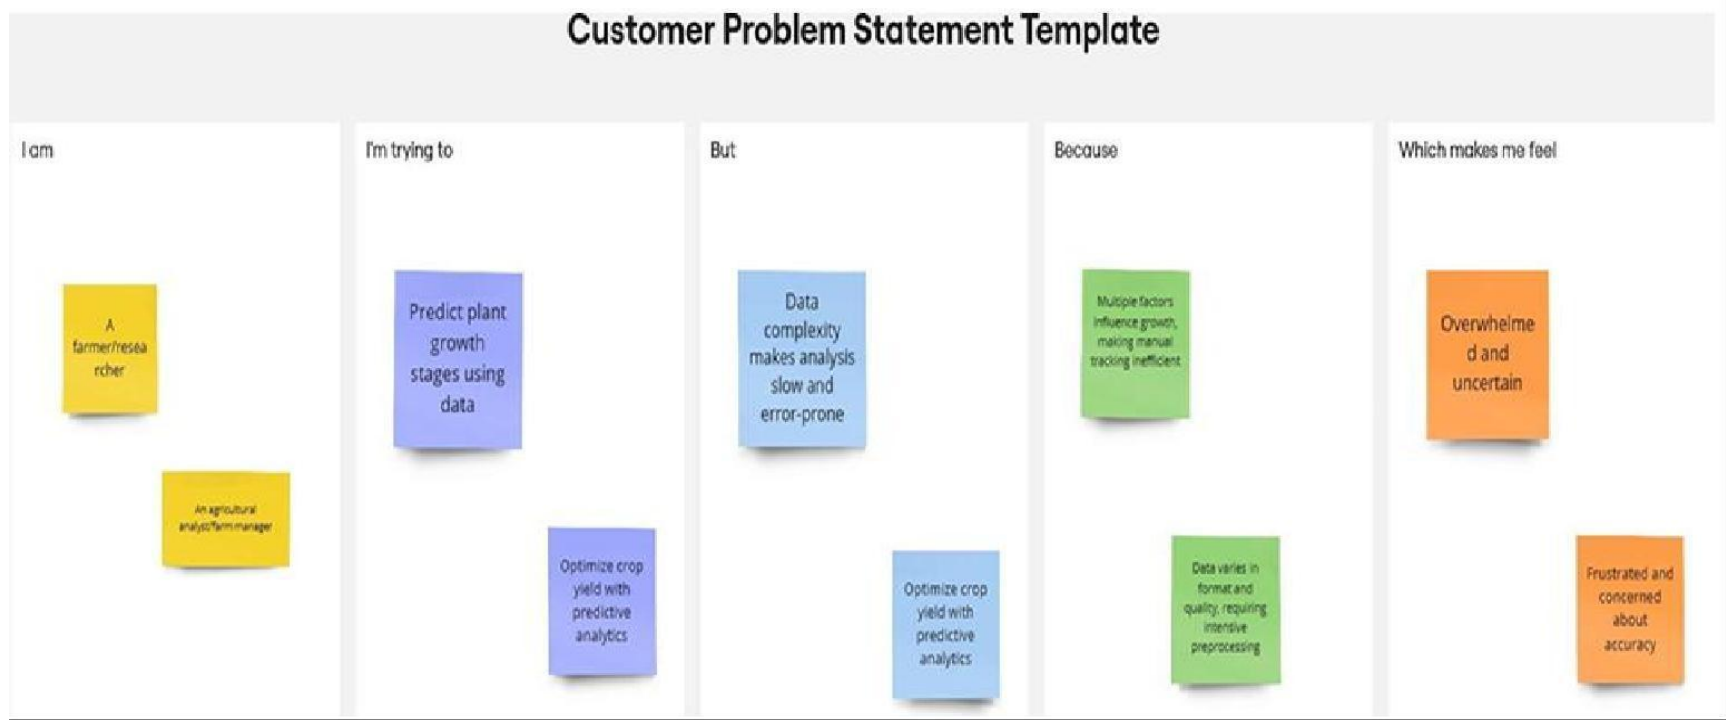 Customer Problem Statement Template
I am
I'm trying to
But
Because
Which makes me feel
A
farmer/resea
rcher
An agricultural
analyst/farm manager
Predict plant
growth
stages using
data
Optimize crop
yield with
predictive
analytics
Data
complexity
makes analysis
slow and
error-prone
Optimize crop
yield with
predictive
analytics
Multiple factors
influence growth,
making manual
tracking inefficient
Data varies in
format and
quality, requiring
intensive
preprocessing
Overwhelme
d and
uncertain
Frustrated and
concerned
about
accuracy